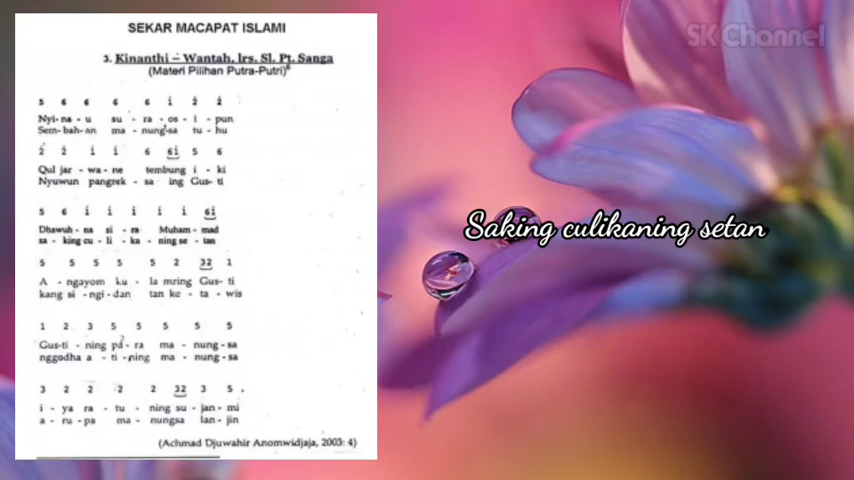 SEKAR MACAPAT ISLAMI
3. Kinanthi – Wantah, lrs. Sl. Pt. Sanga
(Materi Pilihan Putra-Putri)6
5 6 6 6 6 i 2 2
Nyi-na-u su-ra-os-i-pun
Sem-bah-an ma-nung-sa tu-hu
2 2 i i 6 6i 5 6
Qul jar-wa-ne tembung i-ki
Nyuwun pangrek-sa ing Gus-ti
5 6 i i i i i 6i
Dhawuh-na si-ra Muham-mad
sa-king cu-li-ka-ning se-tan
5 5 5 5 5 2 32 1
A-ngayom ku-la mring Gus-ti
kang si-ngi-dan tan ke-ta-wis
1 2 3 5 5 5 5 5
Gus-ti-ning pa-ra ma-nung-sa
nggodha a-ti-ning ma-nung-sa
3 2 2 2 2 32 3 5 .
i-ya ra-tu-ning su-jan-mi
a-ru-pa ma-nungsa lan-jin
(Achmad Djuwahir Anomwidjaja, 2003: 4)
SK Channel
Saking culikaning setan